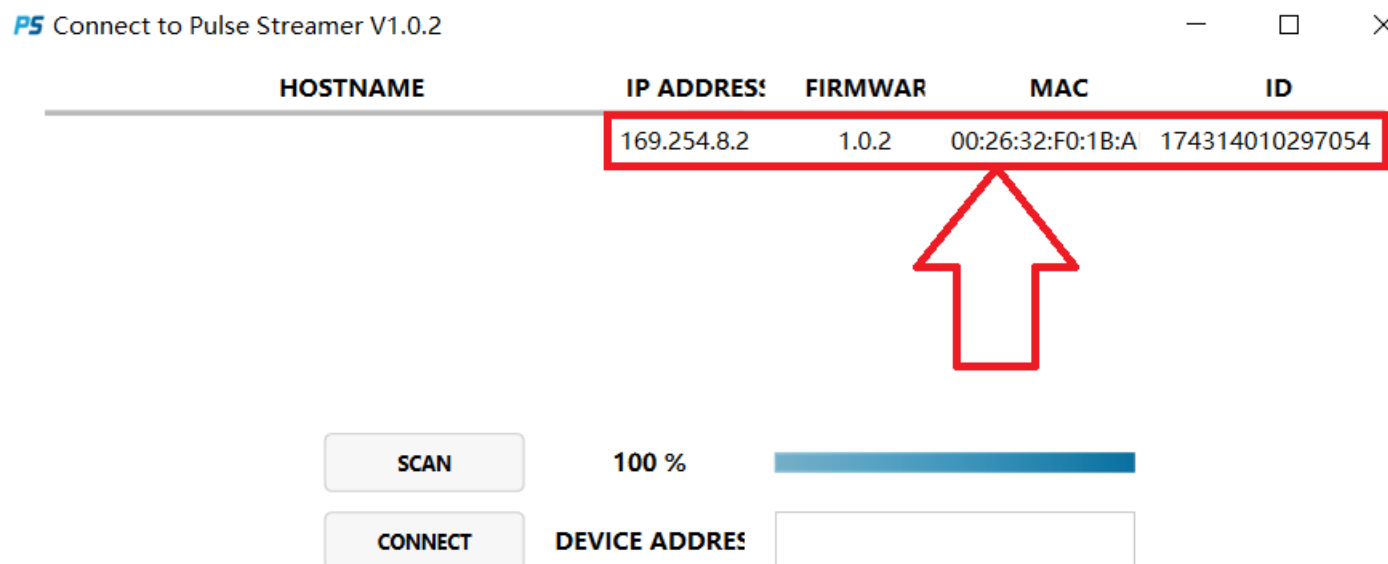 PS Connect to Pulse Streamer V1.0.2
HOSTNAME IP ADDRESS FIRMWAR MAC ID
169.254.8.2 1.0.2 00:26:32:F0:1B:A 174314010297054
SCAN 100 %
CONNECT DEVICE ADDRES